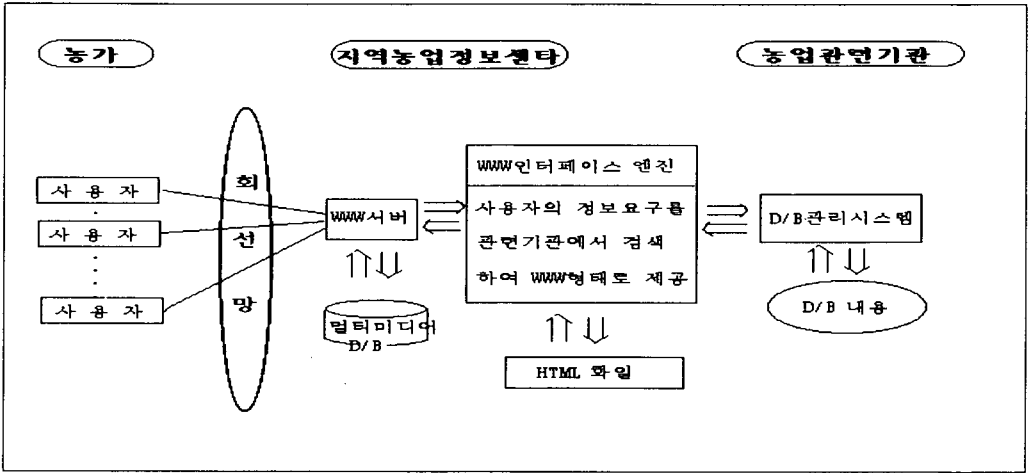 농가
지역농업정보센타
농업관련기관
사 용 자
사 용 자
사 용 자
회
선
망
WWW서버
멀티미디어
D/B
WWW인터페이스 엔진
사용자의 정보요구를
관련기관에서 검색
하여 WWW형태로 제공
HTML 화일
D/B관리시스템
D/B 내용